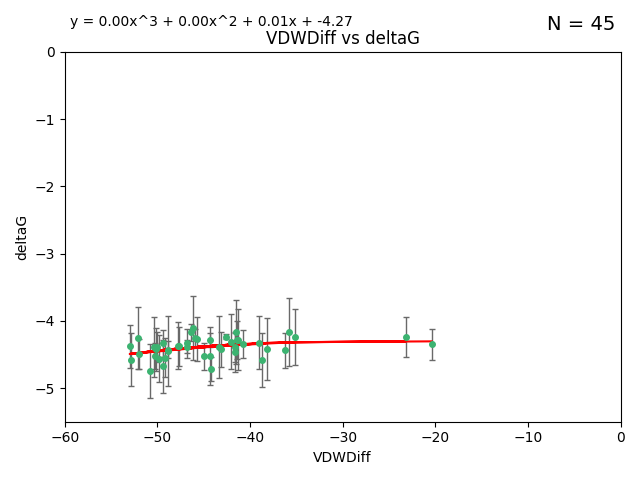 y = 0.00x^3 + 0.00x^2 + 0.01x + -4.27
N = 45
VDWDiff vs deltaG
0
−1
−2
−3
−4
−5
deltaG
−60
−50
−40
−30
−20
−10
0
VDWDiff